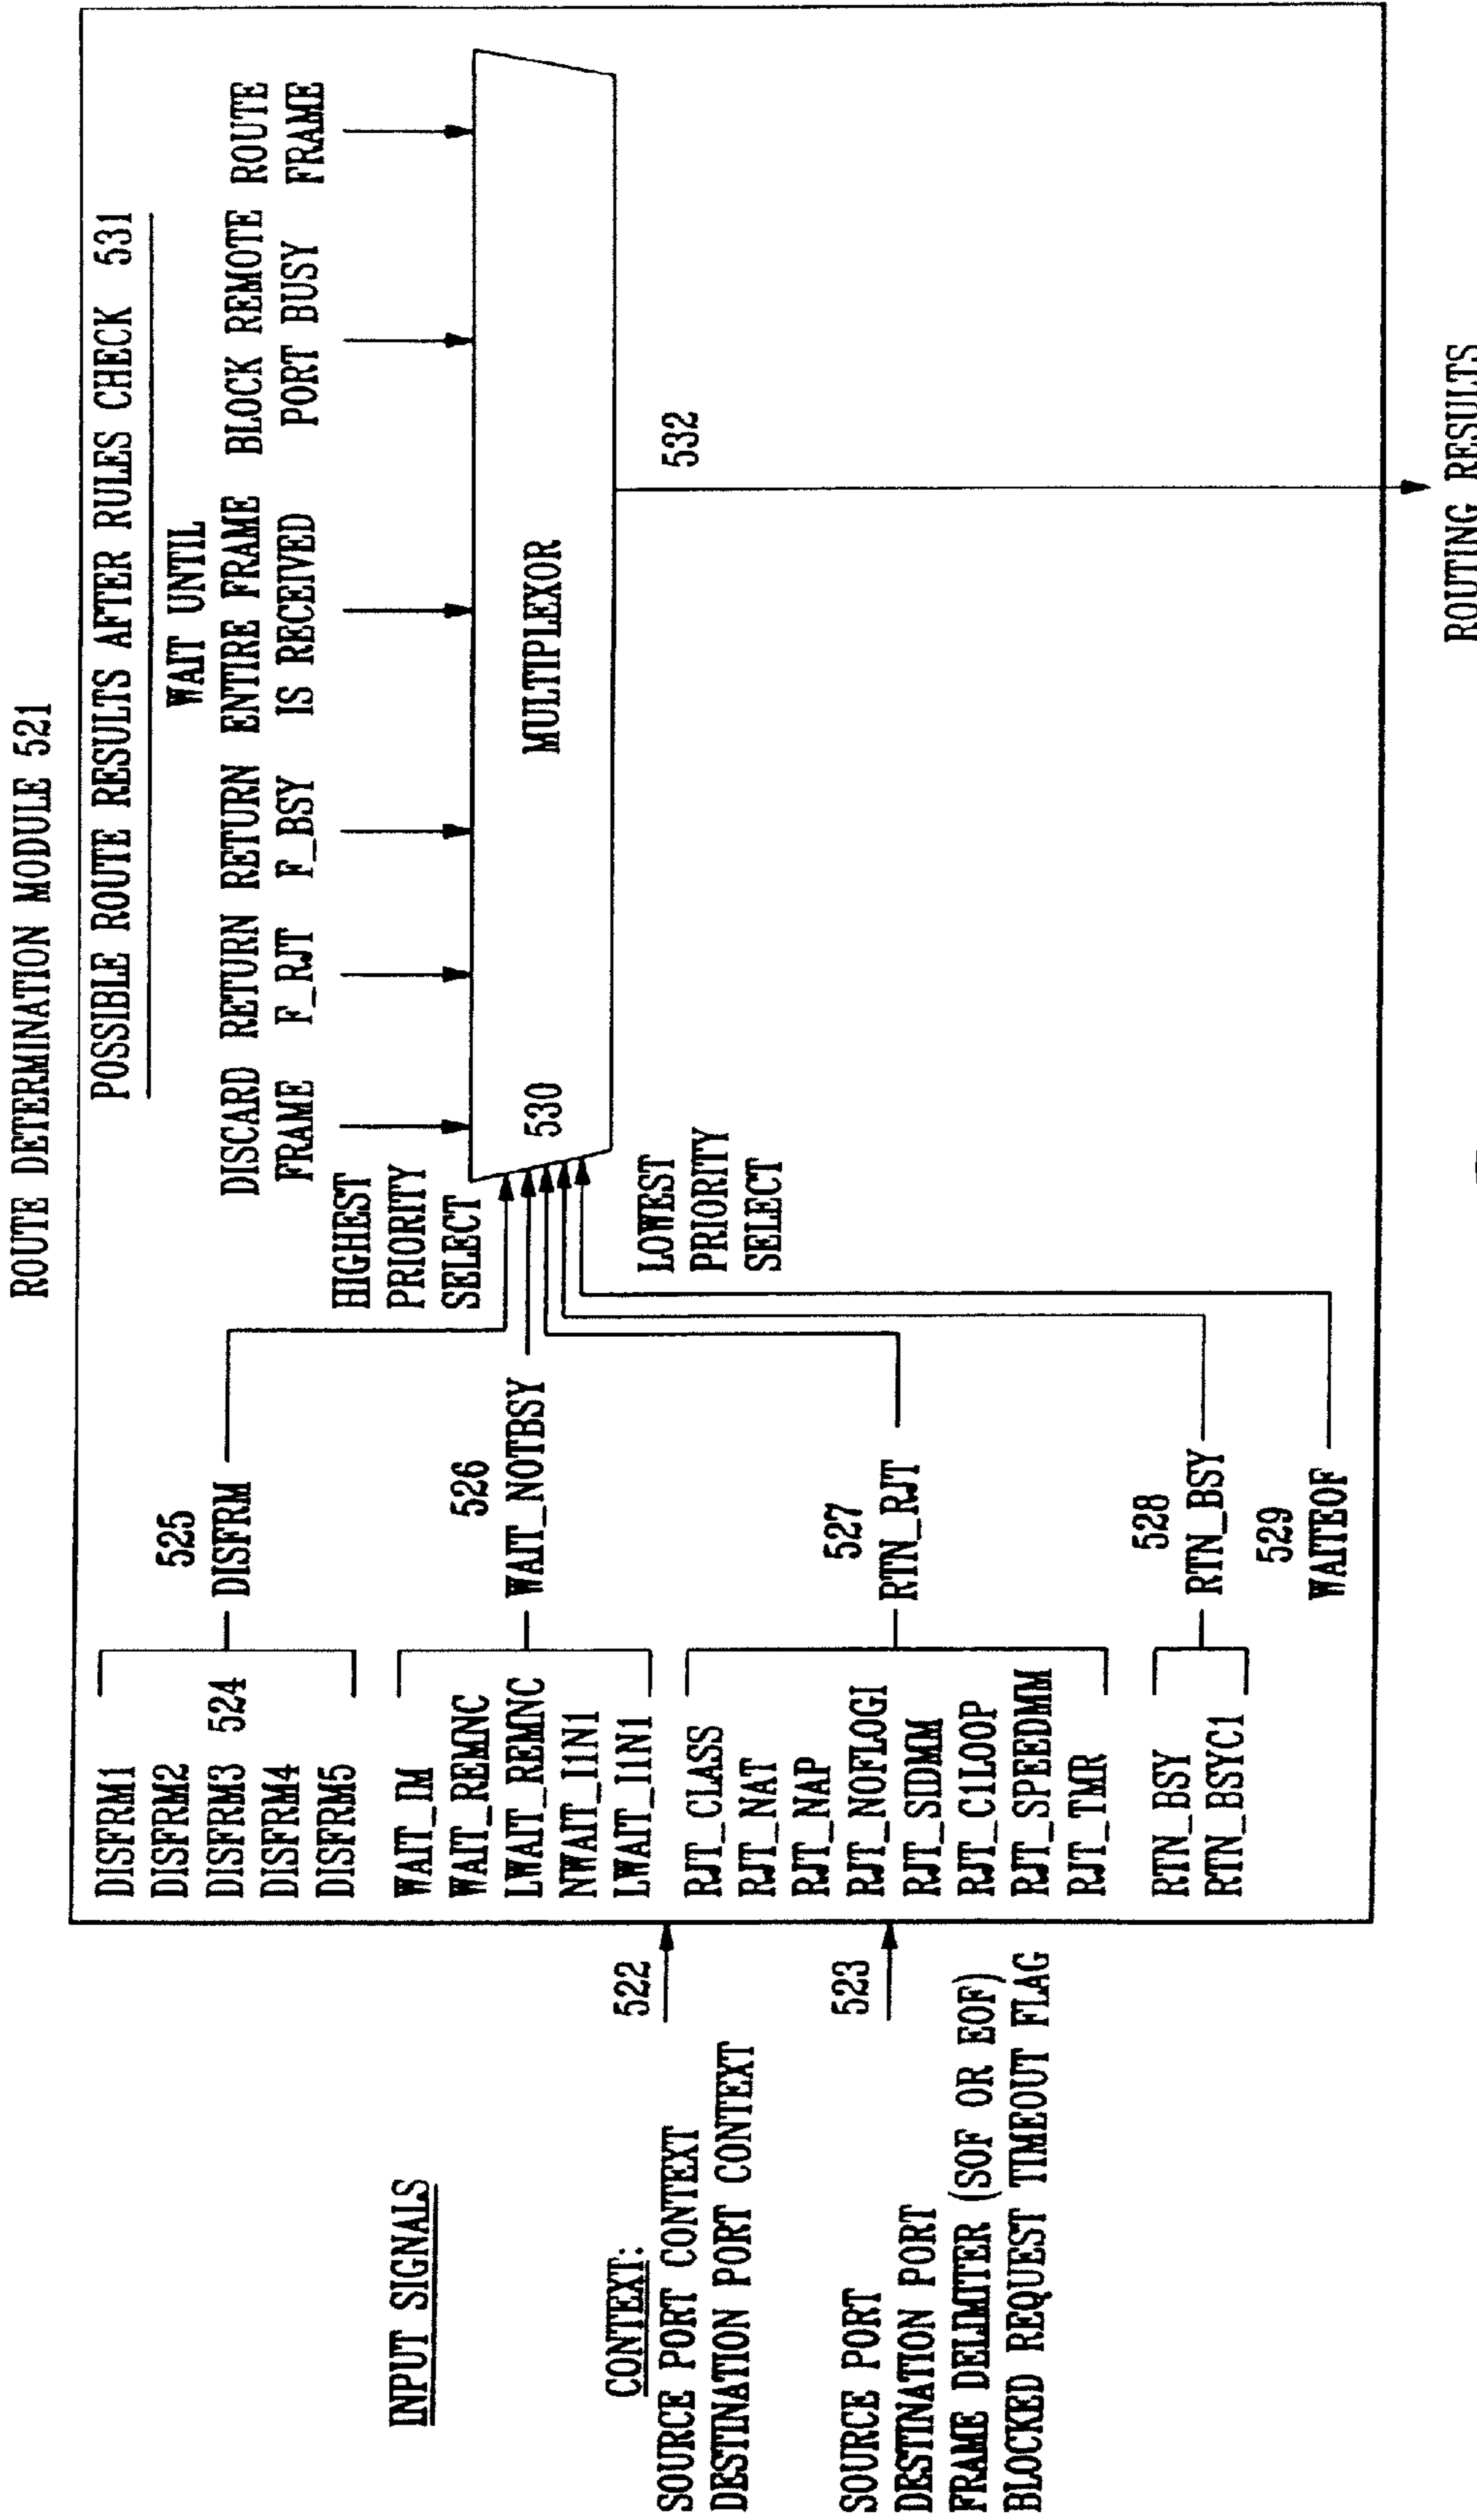 ROUTE DETERMINATION MODULE 521
POSSIBLE ROUTE RESULTS AFTER RULES CHECK 531
WAIT UNTIL
DISCARD RETURN RETURN ENTIRE FRAME BLOCK REMOTE ROUTE
FRAME F_RJT F_BSY IS RECEIVED PORT BUSY FRAME
HIGHEST
PRIORITY
SELECT
530
MULTIPLEXOR
LOWEST
PRIORITY
SELECT
532
ROUTING RESULTS
DISFRM1
DISFRM2
DISFRM3 524
DISFRM4
DISFRM5
525
DISFRM
WAIT_IM
WAIT_REMNC
LWAIT_REMNC
NWAIT_I1N1
LWAIT_I1N1
526
WAIT_NOTBSY
RJT_CLASS
RJT_NAT
RJT_NAP
RJT_NOFLOGI
RJT_SIDMM
RJT_C1LOOP
RJT_SPEEDMM
RJT_TMR
527
RTN_RJT
RTN_BSY
RTN_BSYC1
528
RTN_BSY
529
WAITEOF
INPUT SIGNALS
CONTEXT:
SOURCE PORT CONTEXT
DESTINATION PORT CONTEXT
522
SOURCE PORT
DESTINATION PORT
FRAME DELIMITER (SOF OR EOF)
BLOCKED REQUEST TIMEOUT FLAG
523